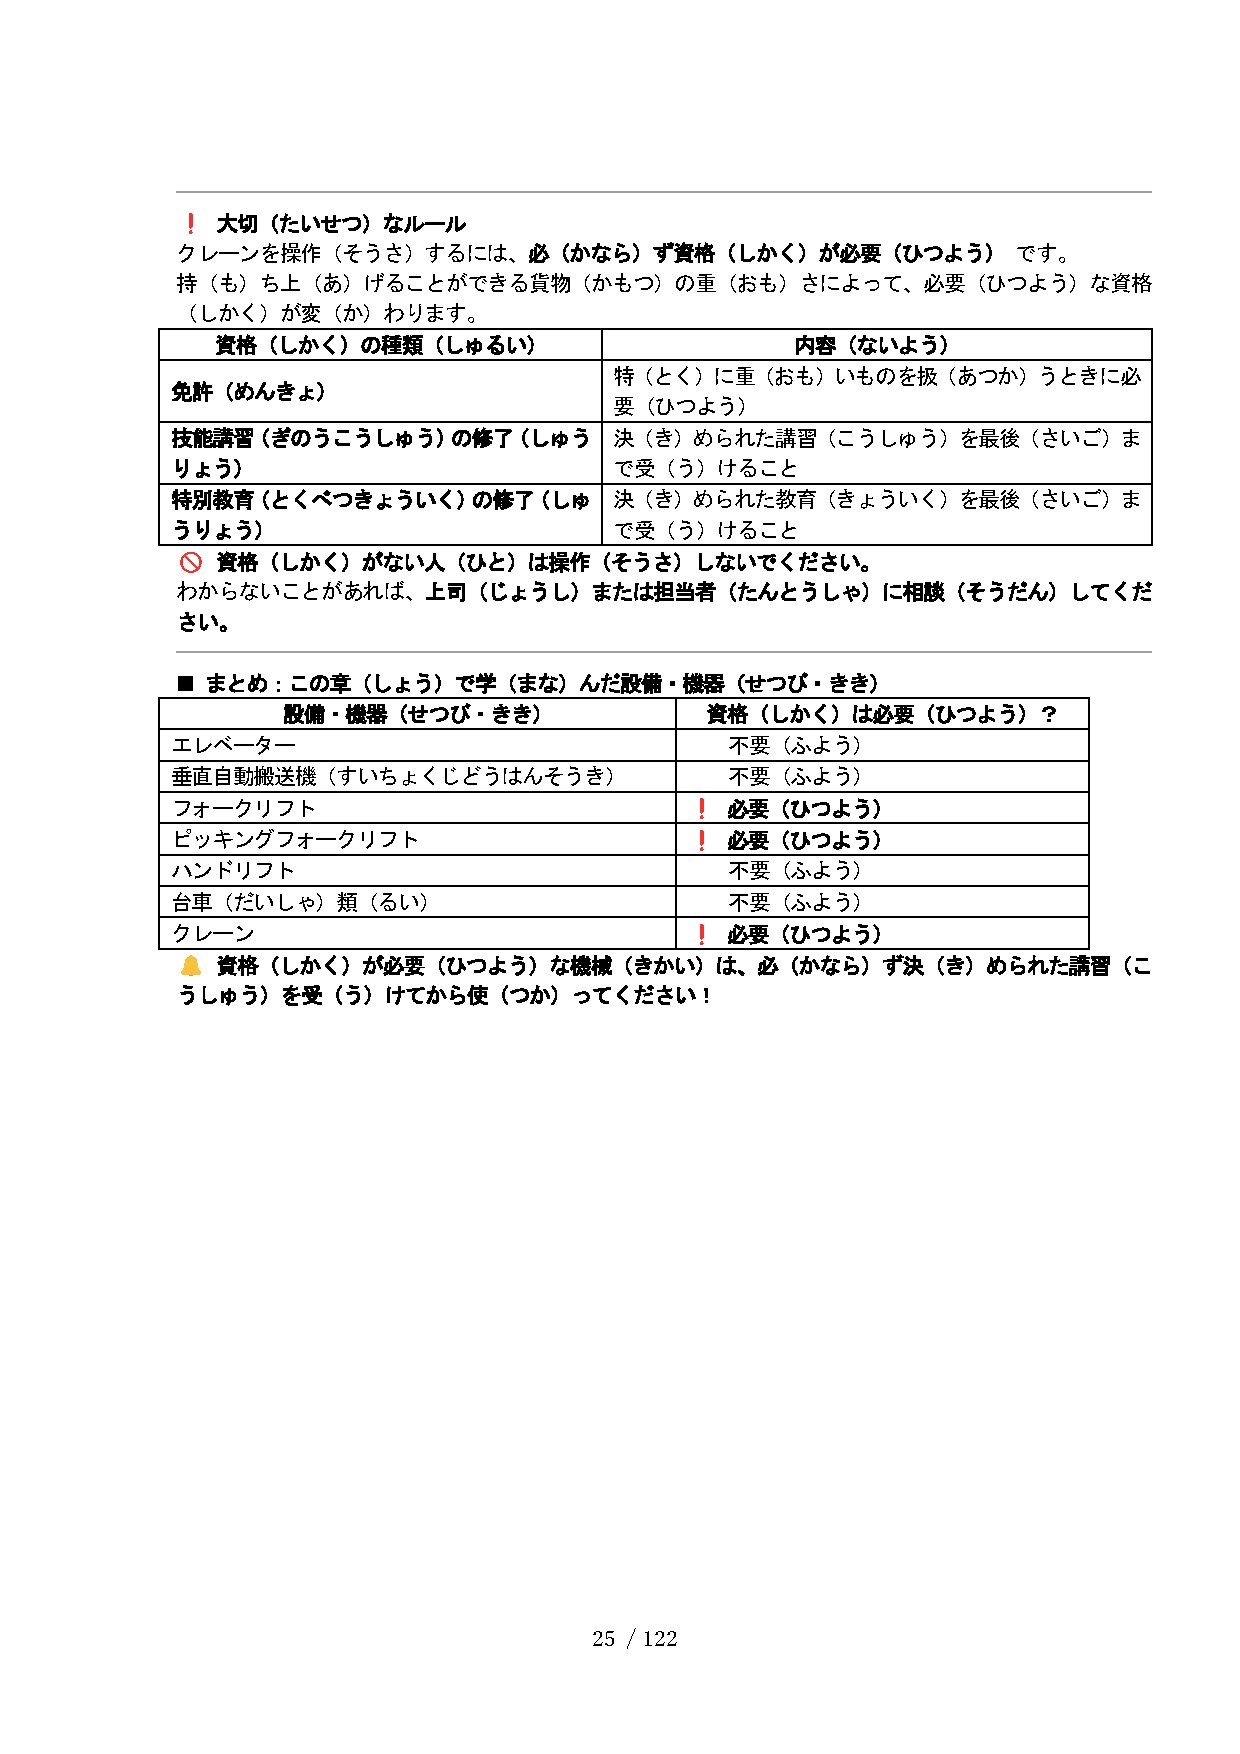 ❗ 大切（たいせつ）なルール
クレーンを操作（そうさ）するには、必（かなら）ず資格（しかく）が必要（ひつよう） です。
持（も）ち上（あ）げることができる貨物（かもつ）の重（おも）さによって、必要（ひつよう）な資格
（しかく）が変（か）わります。
資格（しかく）の種類（しゅるい） 内容（ないよう）
免許（めんきょ） 特（とく）に重（おも）いものを扱（あつか）うときに必
要（ひつよう）
技能講習（ぎのうこうしゅう）の修了（しゅう 決（き）められた講習（こうしゅう）を最後（さいご）ま
りょう） で受（う）けること
特別教育（とくべつきょういく）の修了（しゅ 決（き）められた教育（きょういく）を最後（さいご）ま
うりょう） で受（う）けること
🚫 資格（しかく）がない人（ひと）は操作（そうさ）しないでください。
わからないことがあれば、上司（じょうし）または担当者（たんとうしゃ）に相談（そうだん）してくだ
さい。
■ まとめ：この章（しょう）で学（まな）んだ設備・機器（せつび・きき）
設備・機器（せつび・きき） 資格（しかく）は必要（ひつよう）？
エレベーター 不要（ふよう）
垂直自動搬送機（すいちょくじどうはんそうき） 不要（ふよう）
フォークリフト ❗ 必要（ひつよう）
ピッキングフォークリフト ❗ 必要（ひつよう）
ハンドリフト 不要（ふよう）
台車（だいしゃ）類（るい） 不要（ふよう）
クレーン ❗ 必要（ひつよう）
🔔 資格（しかく）が必要（ひつよう）な機械（きかい）は、必（かなら）ず決（き）められた講習（こ
うしゅう）を受（う）けてから使（つか）ってください！
25 / 122